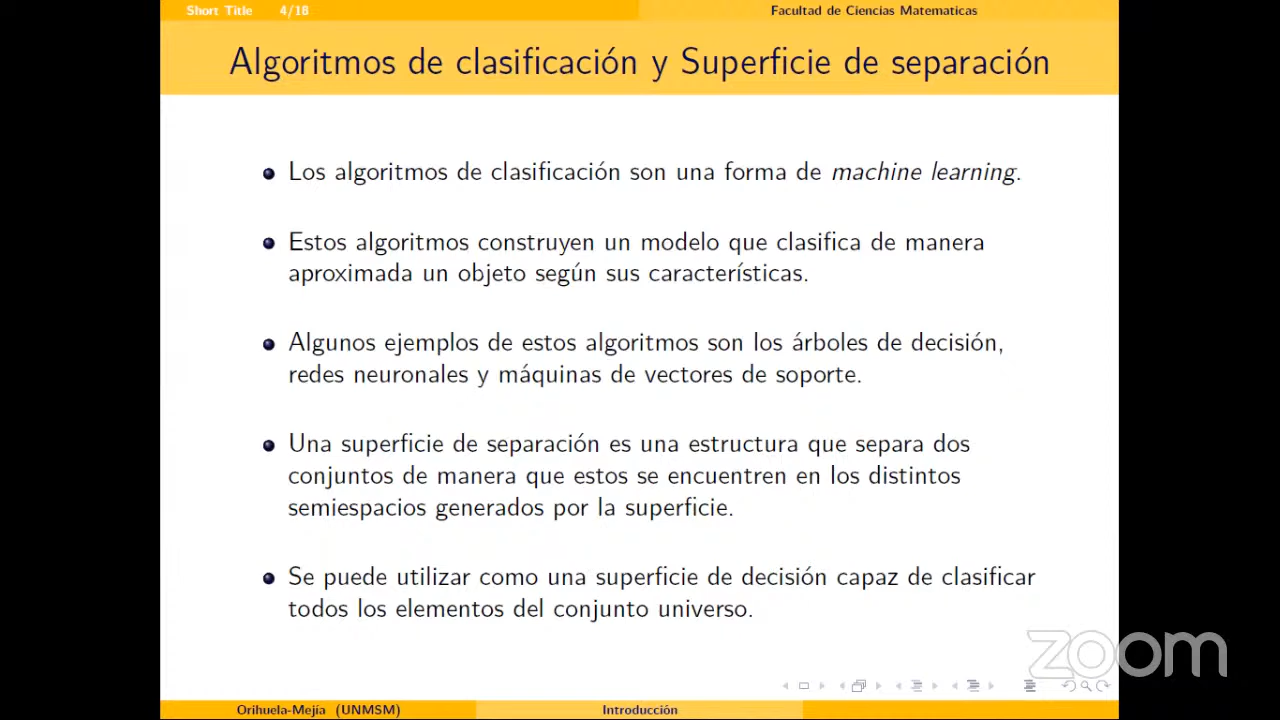 Short Title 4/18 Facultad de Ciencias Matematicas
Algoritmos de clasificación y Superficie de separación
Los algoritmos de clasificación son una forma de machine learning.
Estos algoritmos construyen un modelo que clasifica de manera
aproximada un objeto según sus características.
Algunos ejemplos de estos algoritmos son los árboles de decisión,
redes neuronales y máquinas de vectores de soporte.
Una superficie de separación es una estructura que separa dos
conjuntos de manera que estos se encuentren en los distintos
semiespacios generados por la superficie.
Se puede utilizar como una superficie de decisión capaz de clasificar
todos los elementos del conjunto universo.
zoom
Orihuela-Mejía (UNMSM) Introducción